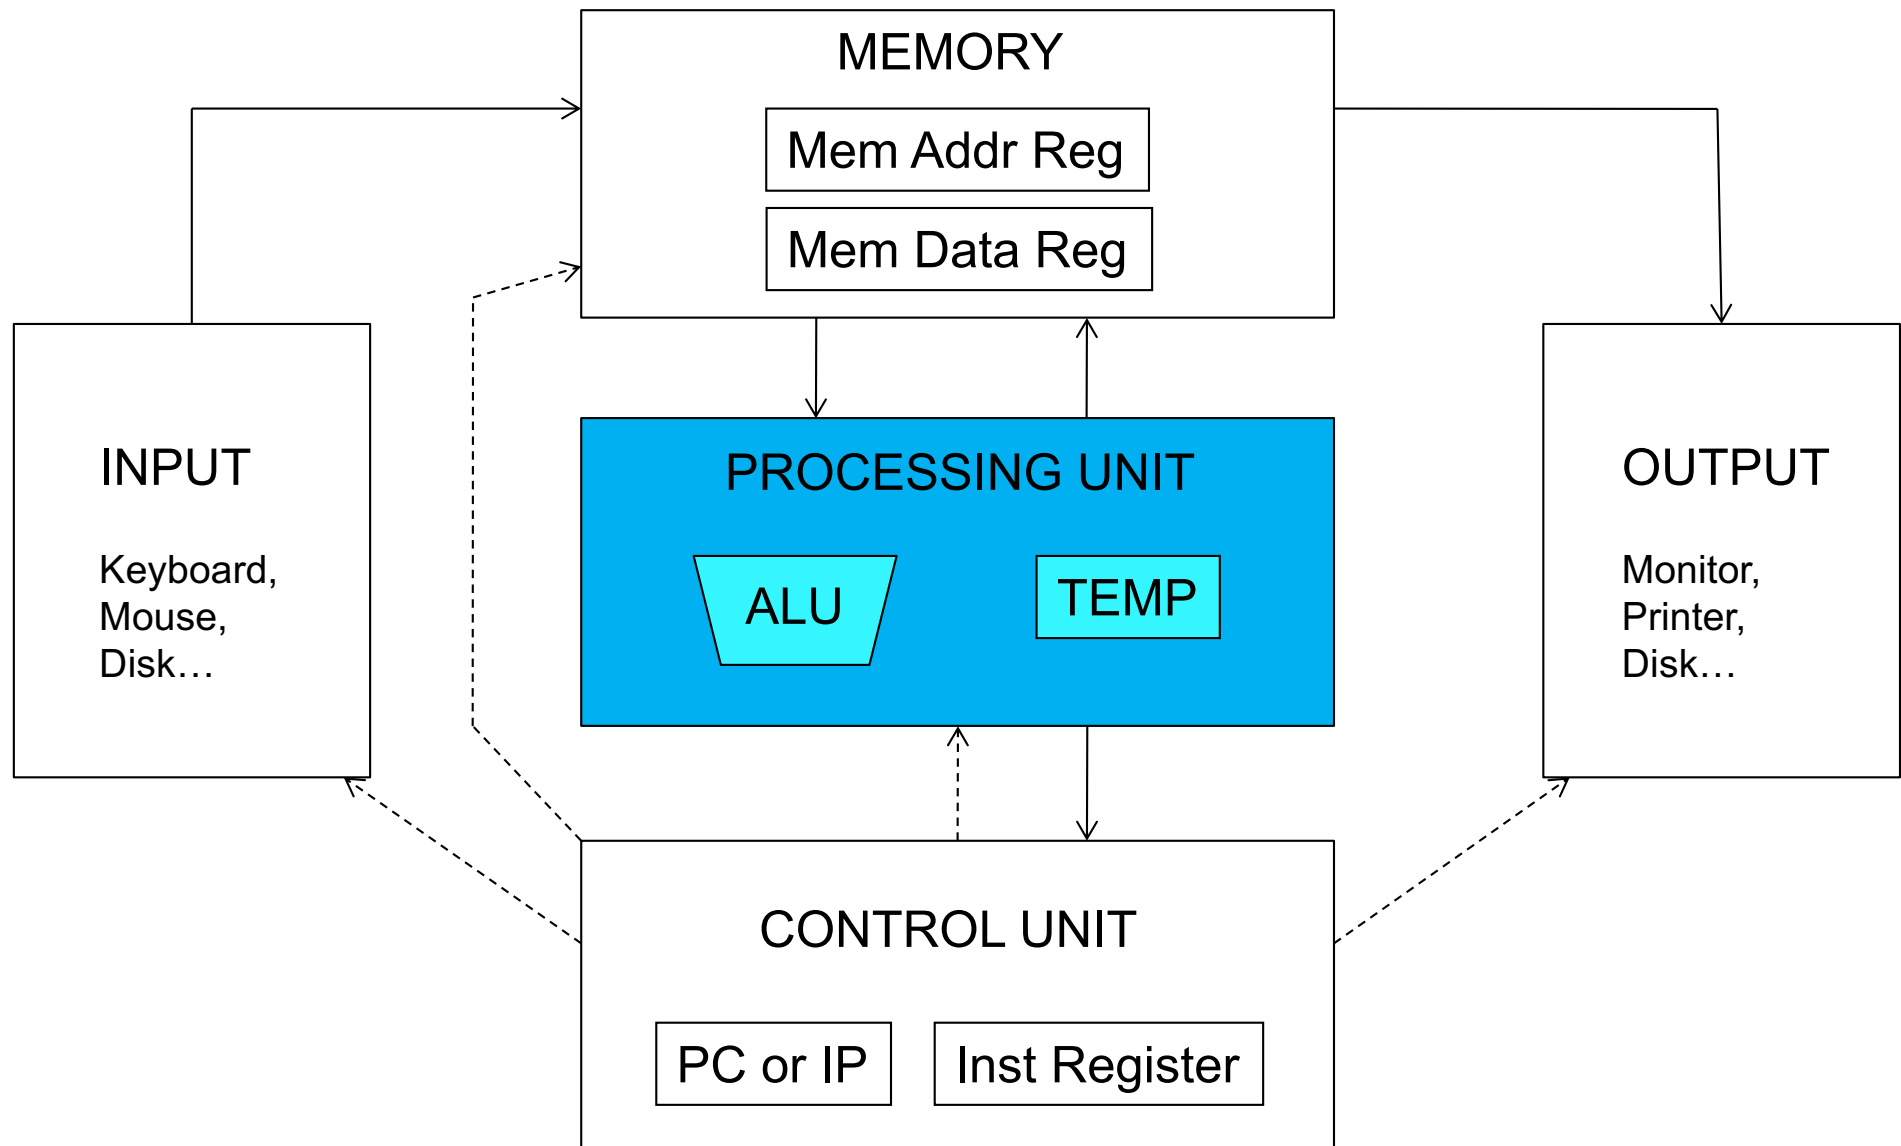 MEMORY
Mem Addr Reg
Mem Data Reg
INPUT
Keyboard,
Mouse,
Disk…
PROCESSING UNIT
ALU
TEMP
OUTPUT
Monitor,
Printer,
Disk…
CONTROL UNIT
PC or IP
Inst Register